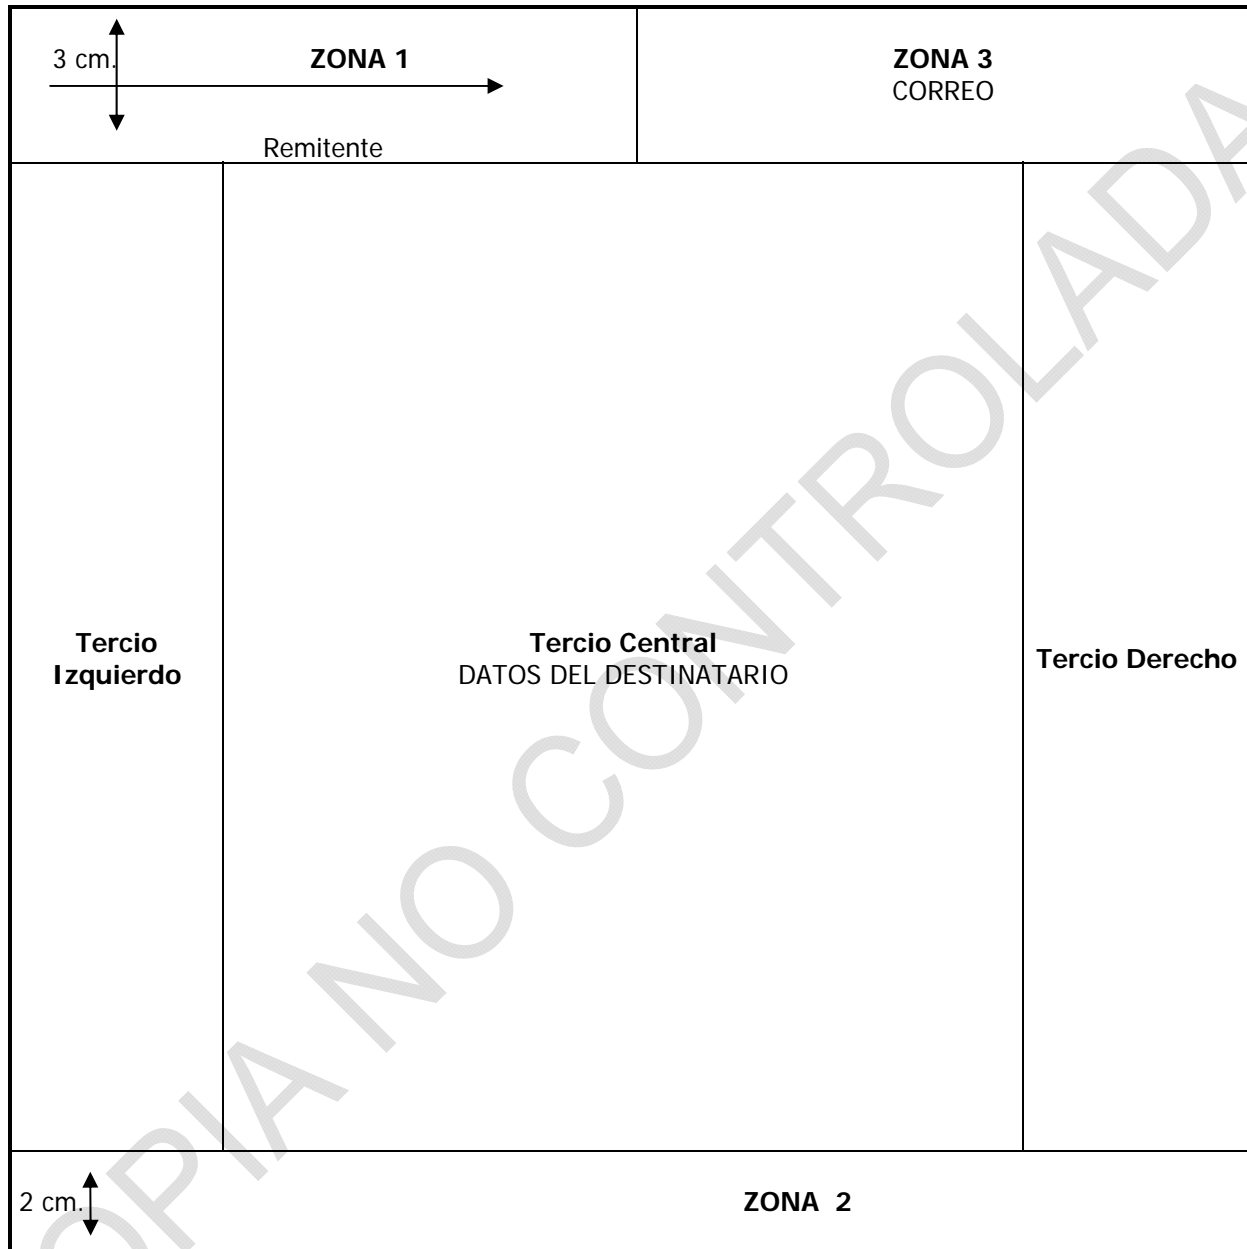 3 cm.
ZONA 1
Remitente
ZONA 3
CORREO
Tercio
Izquierdo
Tercio Central
DATOS DEL DESTINATARIO
Tercio Derecho
2 cm.
ZONA 2
OPIA NO CONTROLADA